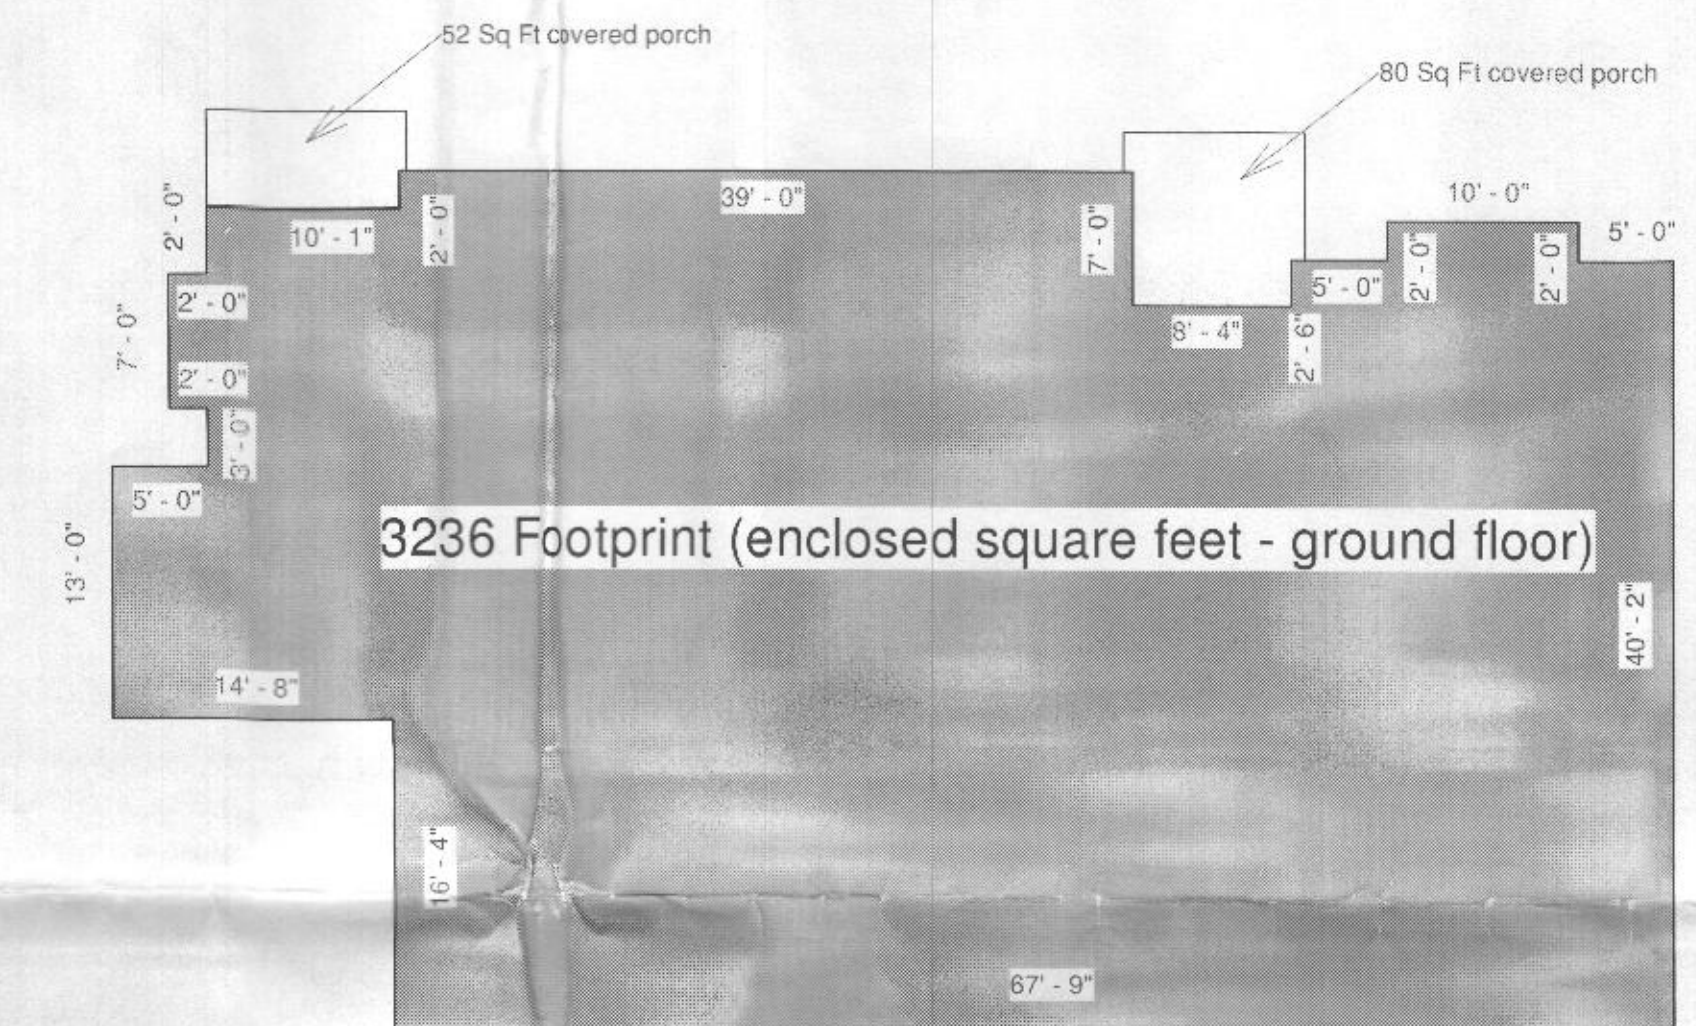 52 Sq Ft covered porch
80 Sq Ft covered porch
10' - 0"
2' - 0"
39' - 0"
5' - 0"
10' - 1"
2' - 0"
7' - 0"
2' - 0"
2' - 0"
5' - 0"
2' - 0"
7' - 0"
8' - 4"
2' - 6"
2' - 0"
3' - 0"
5' - 0"
3236 Footprint (enclosed square feet - ground floor)
13' - 0"
40' - 2"
14' - 8"
16' - 4"
67' - 9"